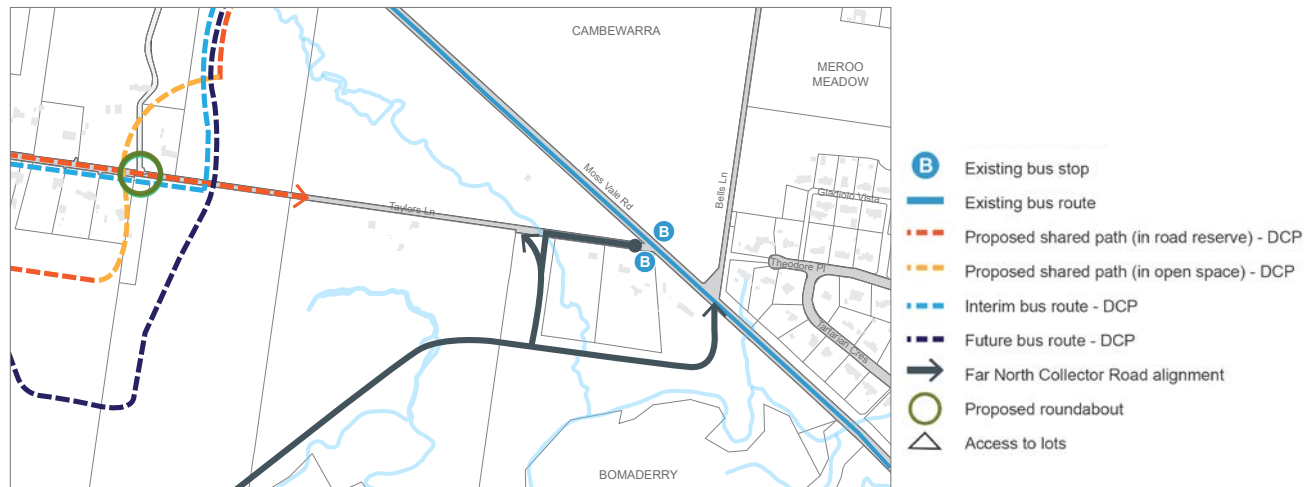 CAMBEWARRA
MEROO
MEADOW
Moss Vale Rd
Bells Ln
Gladiolo Vista
Taylors Ln
B
B
Theodore Pl
Tartarian Cres
BOMADERRY
B Existing bus stop
Existing bus route
Proposed shared path (in road reserve) - DCP
Proposed shared path (in open space) - DCP
Interim bus route - DCP
Future bus route - DCP
Far North Collector Road alignment
Proposed roundabout
Access to lots